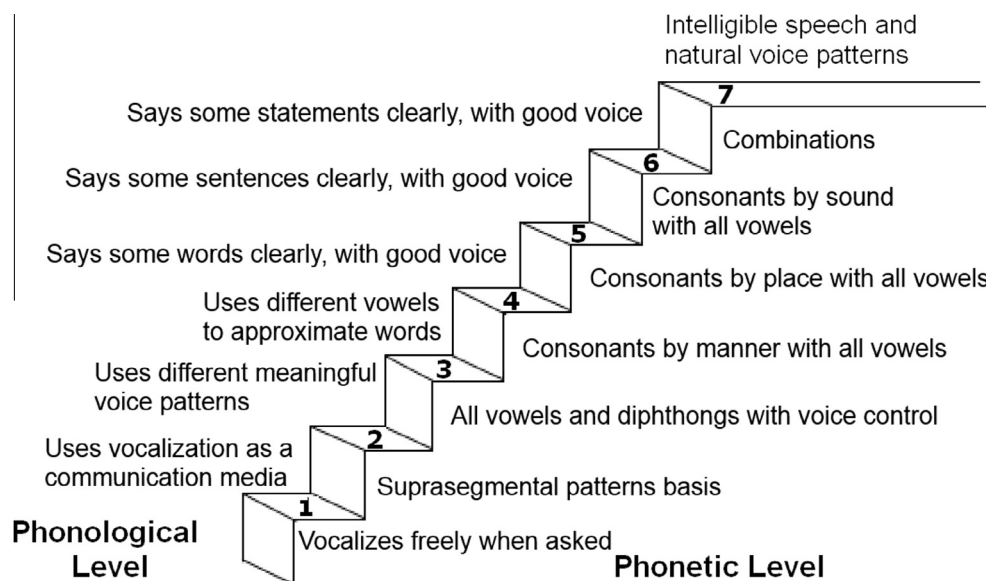 Intelligible speech and
natural voice patterns
7
Says some statements clearly, with good voice
Combinations
6
Says some sentences clearly, with good voice
Consonants by sound
with all vowels
5
Says some words clearly, with good voice
Consonants by place with all vowels
4
Uses different vowels
to approximate words
Consonants by manner with all vowels
3
Uses different meaningful
voice patterns
All vowels and diphthongs with voice control
2
Uses vocalization as a
communication media
Suprasegmental patterns basis
1
Vocalizes freely when asked
Phonological
Level
Phonetic Level